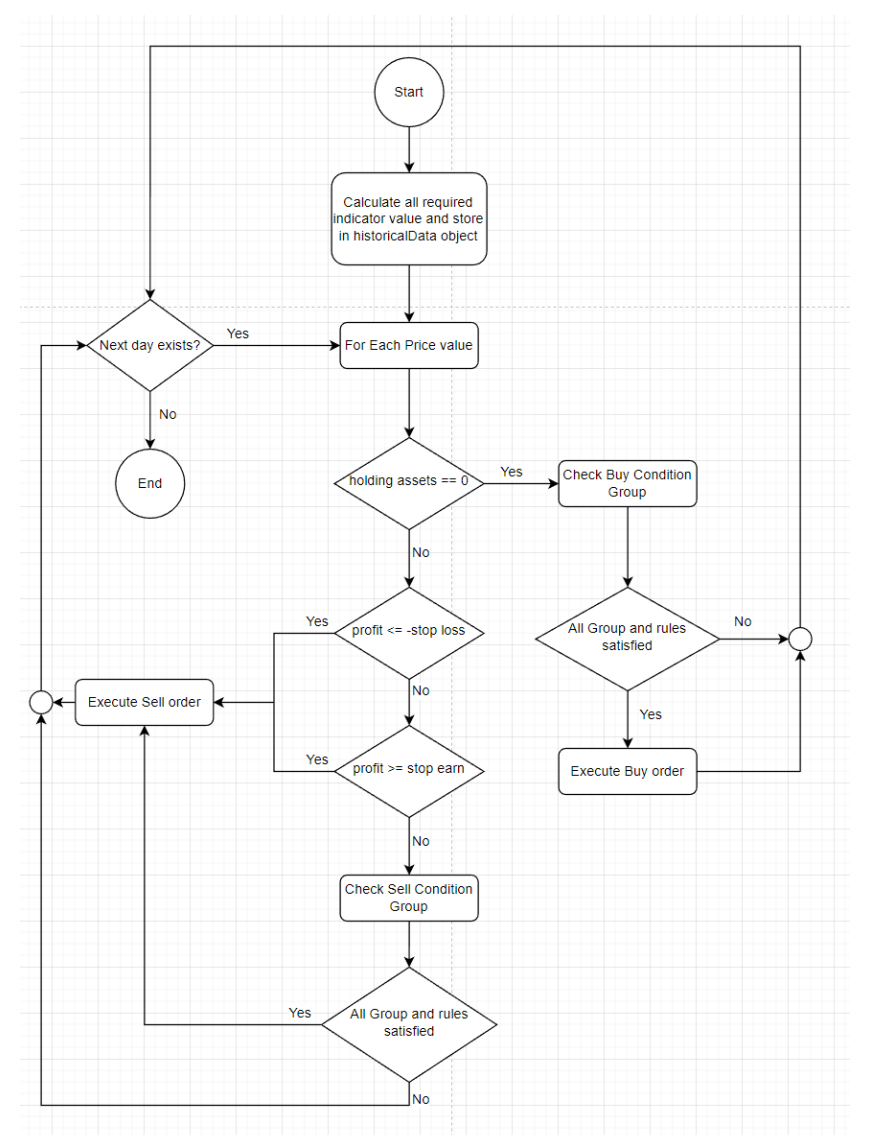 Start
Calculate all required
indicator value and store
in historicalData object
Next day exists?
Yes
For Each Price value
No
End
holding assets == 0
Yes
Check Buy Condition
Group
No
Yes
profit <= -stop loss
All Group and rules
satisfied
No
Execute Sell order
No
Yes
Yes
profit >= stop earn
Execute Buy order
No
Check Sell Condition
Group
Yes
All Group and rules
satisfied
No